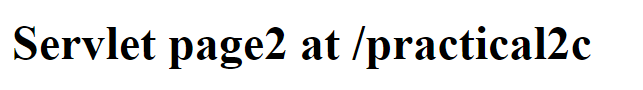 Servlet page2 at /practical2c